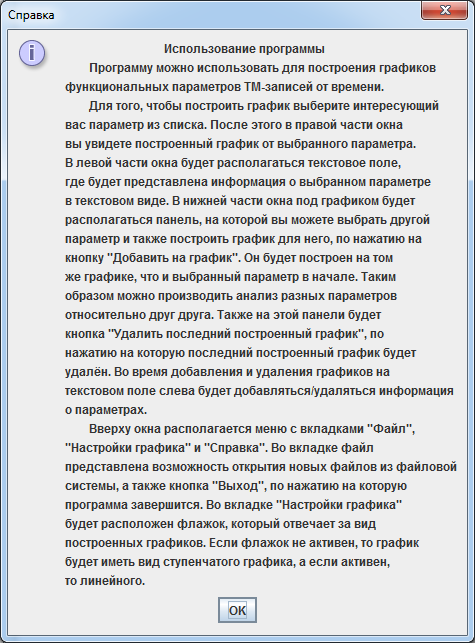 Справка
Использование программы
Программу можно использовать для построения графиков
функциональных параметров ТМ-записей от времени.
Для того, чтобы построить график выберите интересующий
вас параметр из списка. После этого в правой части окна
вы увидете построенный график от выбранного параметра.
В левой части окна будет располагаться текстовое поле,
где будет представлена информация о выбранном параметре
в текстовом виде. В нижней части окна под графиком будет
располагаться панель, на которой вы можете выбрать другой
параметр и также построить график для него, по нажатию на
кнопку "Добавить на график". Он будет построен на том
же графике, что и выбранный параметр в начале. Таким
образом можно производить анализ разных параметров
относительно друг друга. Также на этой панели будет
кнопка "Удалить последний построенный график", по
нажатию на которую последний построенный график будет
удалён. Во время добавления и удаления графиков на
текстовом поле слева будет добавляться/удаляться информация
о параметрах.
Вверху окна располагается меню с вкладками "Файл",
"Настройки графика" и "Справка". Во вкладке файл
представлена возможность открытия новых файлов из файловой
системы, а также кнопка "Выход", по нажатию на которую
программа завершится. Во вкладке "Настройки графика"
будет расположен флажок, который отвечает за вид
построенных графиков. Если флажок не активен, то график
будет иметь вид ступенчатого графика, а если активен,
то линейного.
OK